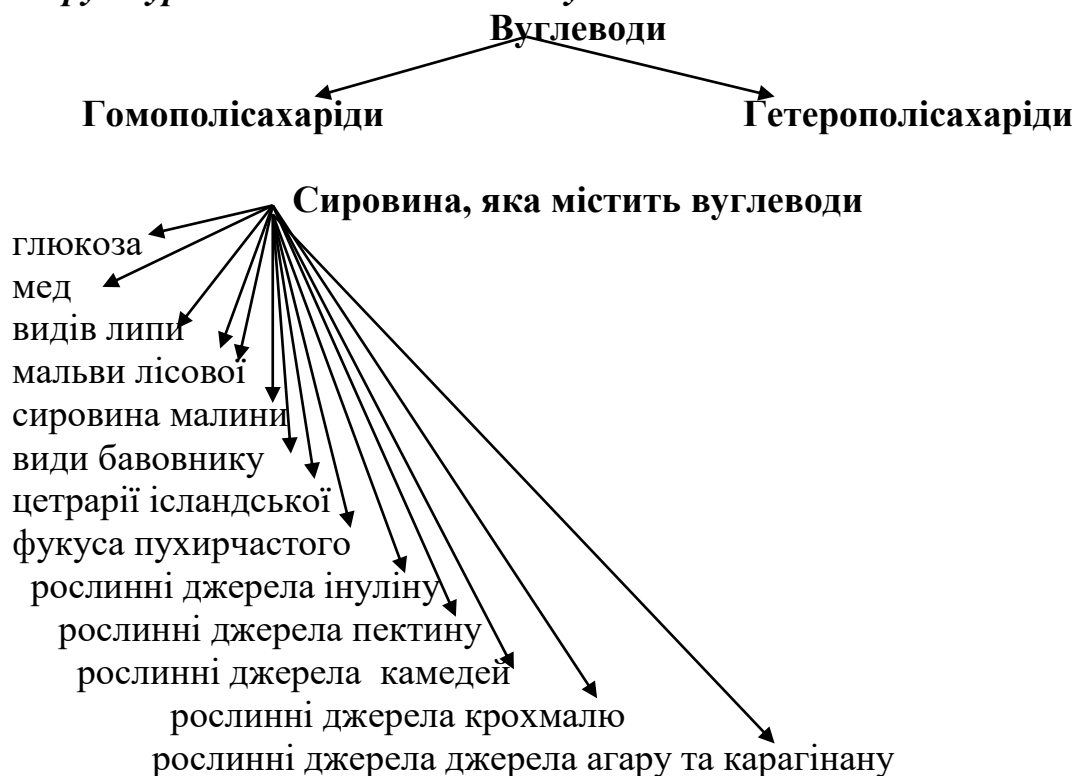 Вуглеводи
Гомополісахаріди Гетерополісахаріди
Сировина, яка містить вуглеводи
глюкоза
мед
видів липи
мальви лісової
сировина малини
види бавовнику
цетрарії ісландської
фукуса пухирчастого
рослинні джерела інуліну
рослинні джерела пектину
рослинні джерела камедей
рослинні джерела крохмалю
рослинні джерела джерела агару та карагінану